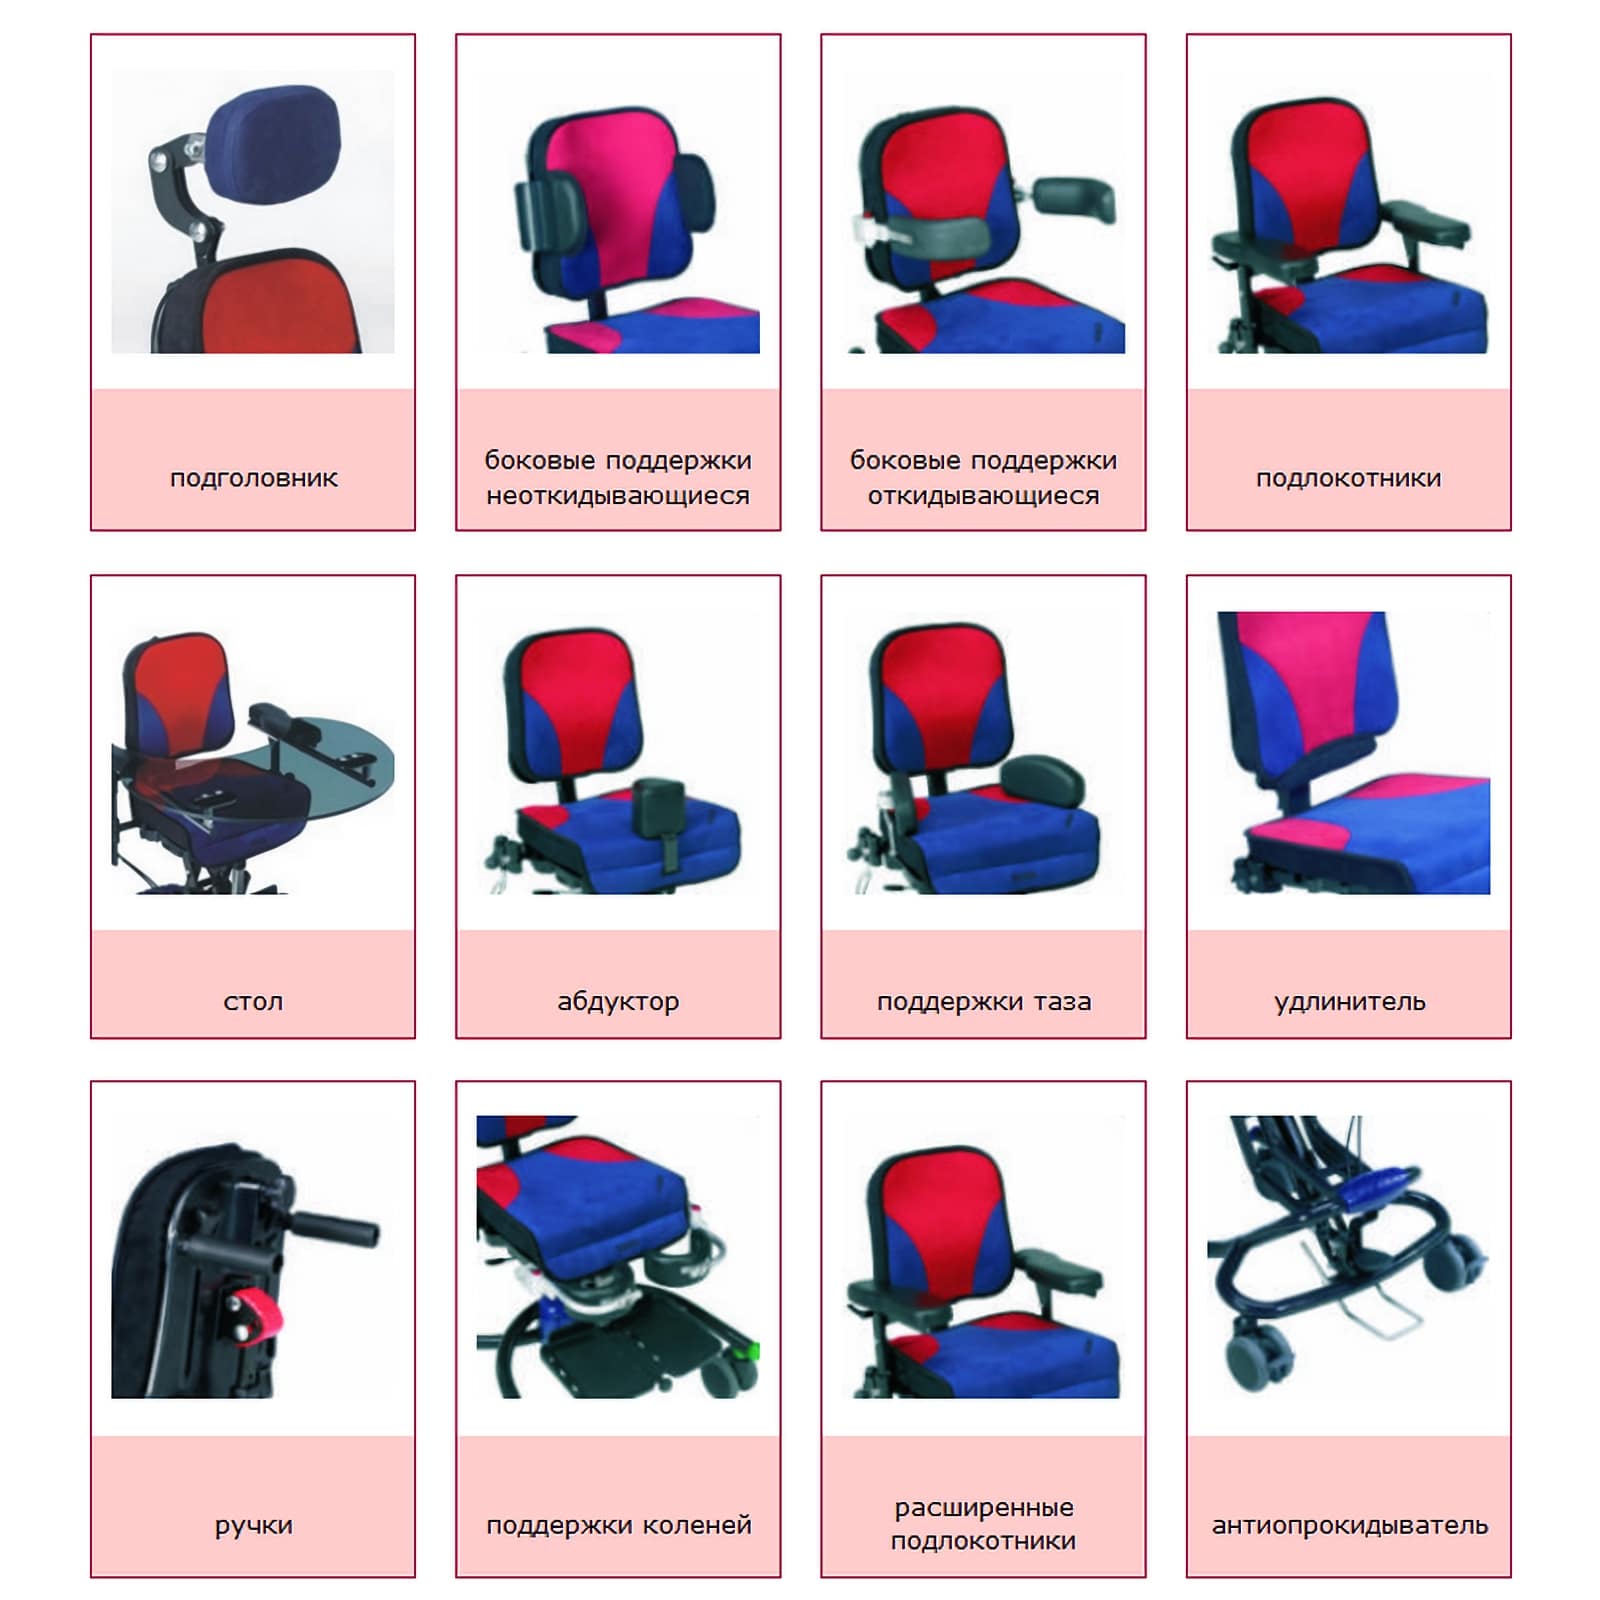 подголовник
боковые поддержки
неоткидывающиеся
боковые поддержки
откидывающиеся
подлокотники
стол
абдуктор
поддержки таза
удлинитель
ручки
поддержки коленей
расширенные
подлокотники
антиопрокидыватель